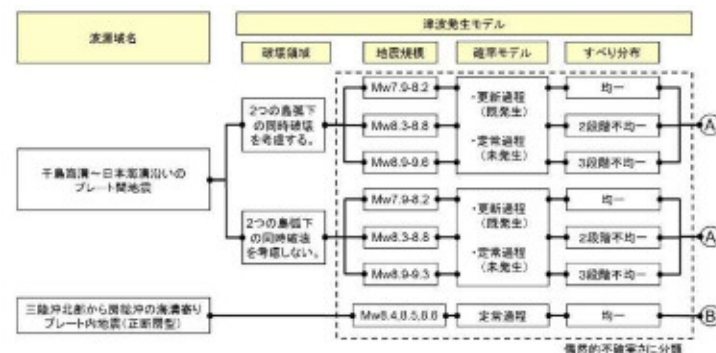 津波発生モデル
波源域名
破壊領域
地震規模
確率モデル
すべり分布
千島海溝～日本海溝沿いの
プレート間地震
2つの島弧下
の同時破壊
を考慮する。
Mw7.9-8.2
Mw8.3-8.8
Mw8.9-9.6
・更新過程
(既発生)
・定常過程
(未発生)
均一
2段階不均一
3段階不均一
A
2つの島弧下
の同時破壊
を考慮しない。
Mw7.9-8.2
Mw8.3-8.8
Mw8.9-9.3
・更新過程
(既発生)
・定常過程
(未発生)
均一
2段階不均一
3段階不均一
A
三陸沖北部から房総沖の海溝寄り
プレート内地震(正断層型)
Mw8.4,8.5,8.6
定常過程
均一
B
偶然的不確実さに分類